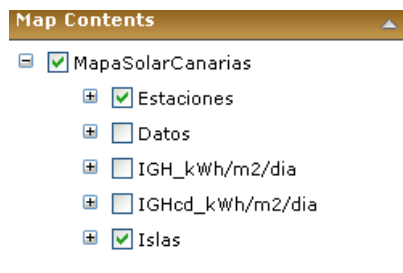 Map Contents
MapaSolarCanarias
Estaciones
Datos
IGH_kWh/m2/dia
IGHcd_kWh/m2/dia
Islas